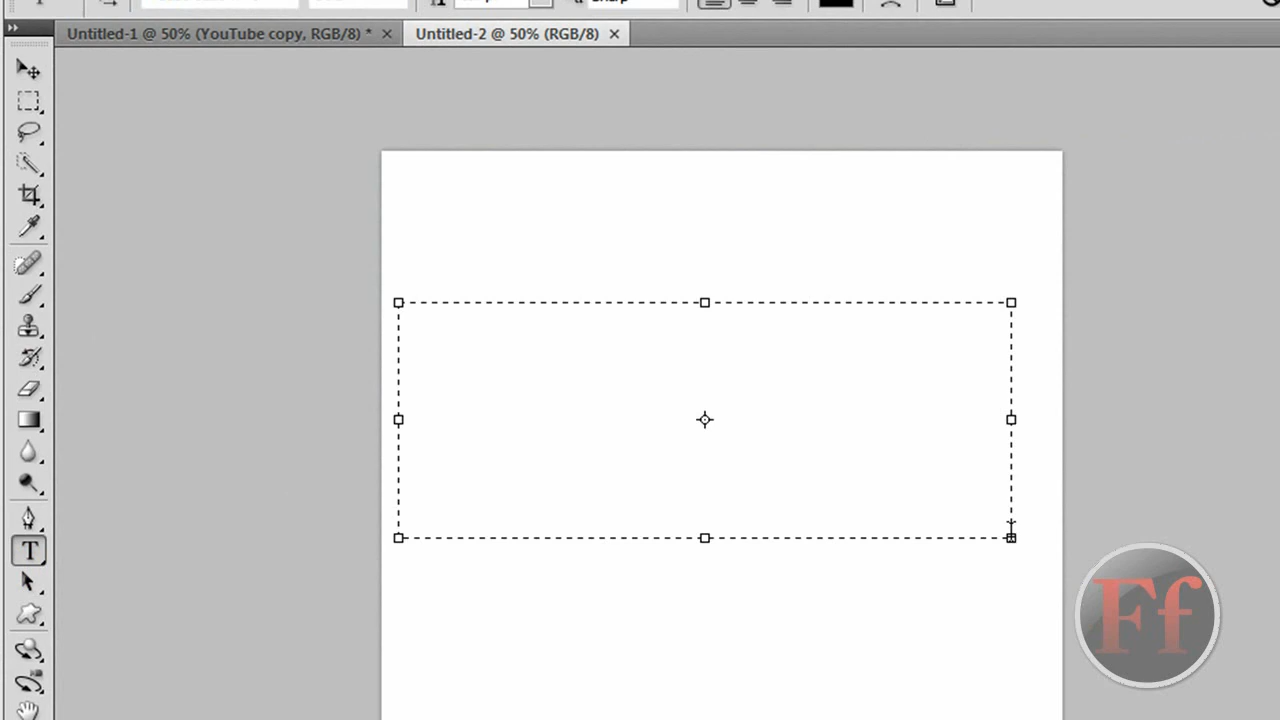 Untitled-1 @ 50% (YouTube copy, RGB/8) *
Untitled-2 @ 50% (RGB/8)
T
Ff